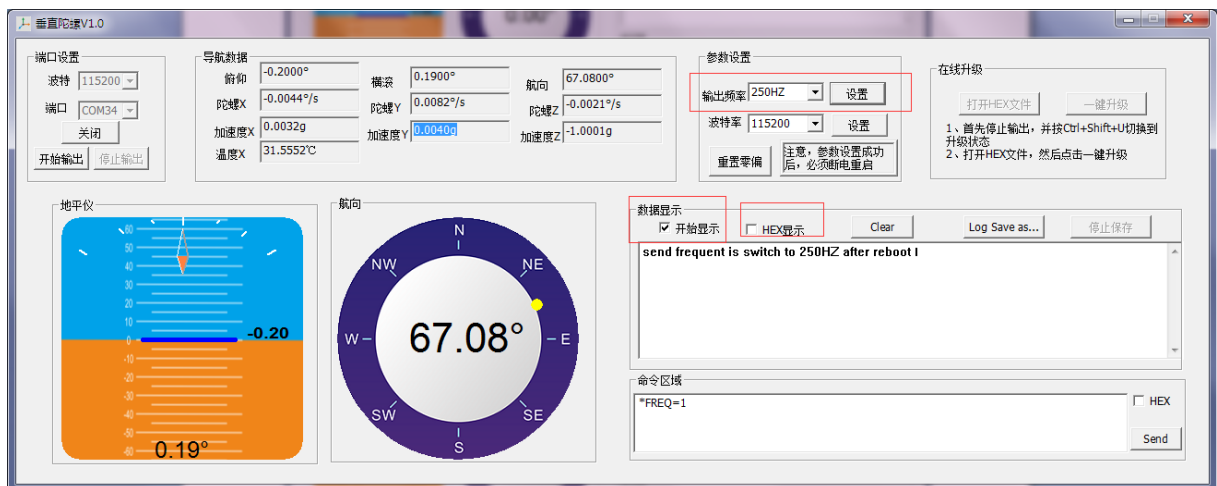 垂直陀螺V1.0
端口设置
波特 115200
端口 COM34
关闭
开始输出 停止输出
导航数据
俯仰 -0.2000° 横滚 0.1900° 航向 67.0800°
陀螺X -0.0044°/s 陀螺Y 0.0082°/s 陀螺Z -0.0021°/s
加速度X 0.0032g 加速度Y 0.0040g 加速度Z -1.0001g
温度X 31.5552℃
参数设置
输出频率 250HZ 设置
波特率 115200 设置
重置零偏 注意，参数设置成功
后，必须断电重启
在线升级
打开HEX文件 一键升级
1、首先停止输出，并按Ctrl+Shift+U切换到
升级状态
2、打开HEX文件，然后点击一键升级
地平仪
60
50
40
30
20
10
0 -0.20
-10
-20
-30
-40
-50
-60 0.19°
航向
N
NW NE
W 67.08° E
SW SE
S
数据显示
开始显示 HEX显示 Clear Log Save as... 停止保存
send frequent is switch to 250HZ after reboot !
命令区域
*FREQ=1 HEX
Send